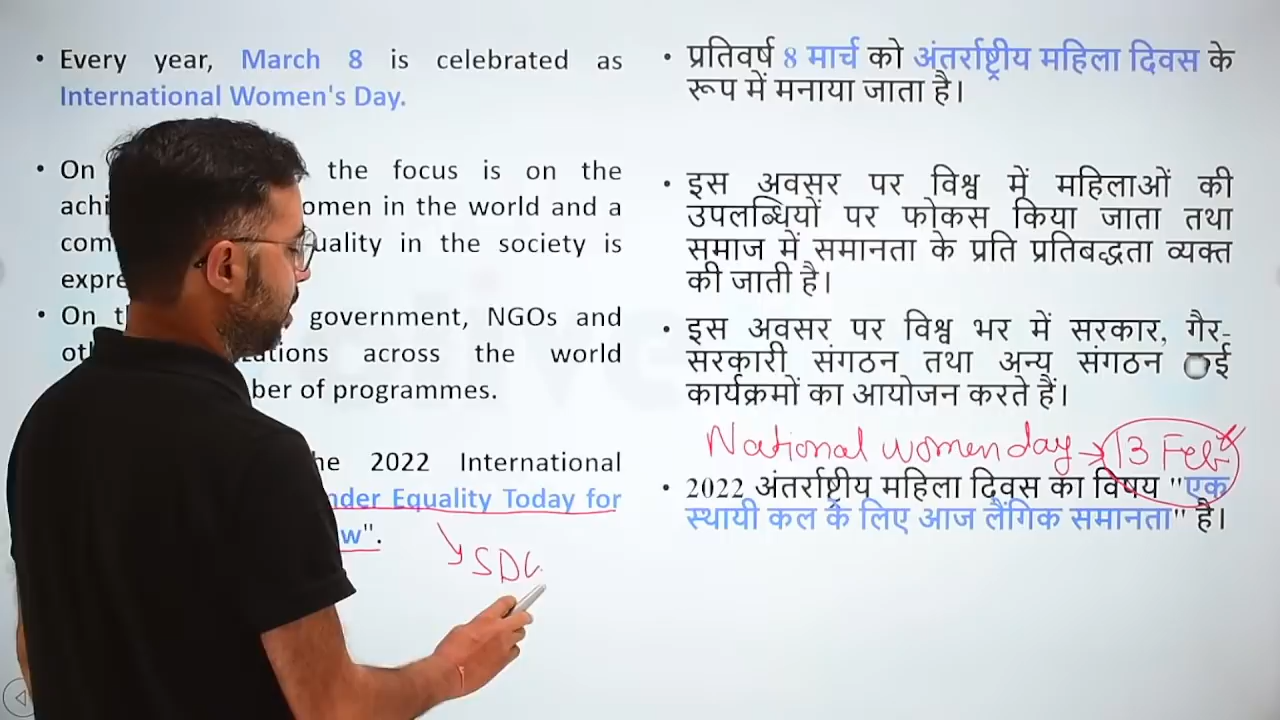 • Every year, March 8 is celebrated as
International Women's Day.
• On the focus is on the
achi omen in the world and a
com uality in the society is
expre
• On th government, NGOs and
ot ations across the world
ber of programmes.
he 2022 International
nder Equality Today for
w".
SDG
• प्रतिवर्ष 8 मार्च को अंतर्राष्ट्रीय महिला दिवस के
रूप में मनाया जाता है।
• इस अवसर पर विश्व में महिलाओं की
उपलब्धियों पर फोकस किया जाता तथा
समाज में समानता के प्रति प्रतिबद्धता व्यक्त
की जाती है।
• इस अवसर पर विश्व भर में सरकार, गैर-
सरकारी संगठन तथा अन्य संगठन ई
कार्यक्रमों का आयोजन करते हैं।
National women day → 13 Feb
• 2022 अंतर्राष्ट्रीय महिला दिवस का विषय "एक
स्थायी कल के लिए आज लैंगिक समानता" है।